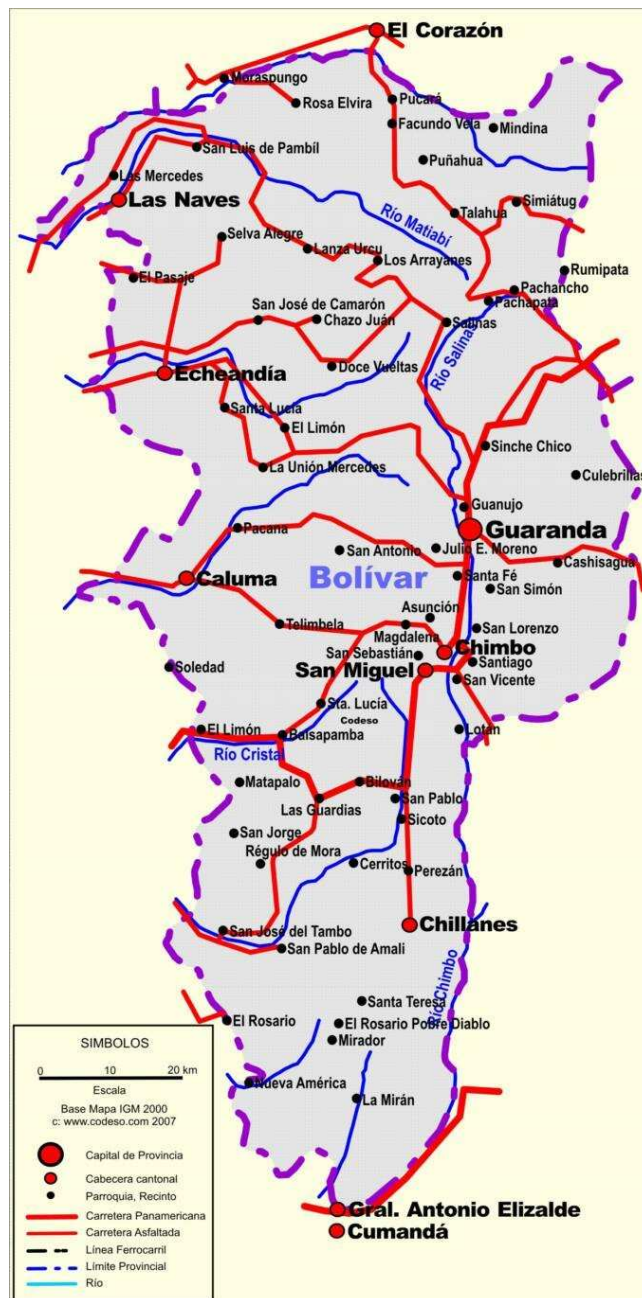 El Corazón
Moraspungo
Rosa Elvira
Pucará
Facundo Vela
Mindina
San Luis de Pambíl
Puñahua
Las Mercedes
Las Naves
Río Matiabí
Simiátug
Talahua
Selva Alegre
Lanza Urcu
Los Arrayanes
Rumipata
El Pasaje
Pachancho
Pachapata
San José de Camarón
Chazo Juán
Salinas
Río Salinas
Echeandía
Doce Vueltas
Santa Lucía
El Limón
Sinche Chico
La Unión Mercedes
Culebrillas
Guanujo
Pacana
Guaranda
San Antonio
Julio E. Moreno
Cashisagua
Caluma
Bolívar
Santa Fé
San Simón
Asunción
Telimbela
Magdalena
San Lorenzo
Chimbo
San Sebastián
Santiago
Soledad
San Miguel
San Vicente
Sta. Lucía
Codeso
El Limón
Balsapamba
Lotán
Río Cristal
Matapalo
Bilován
Las Guardias
San Pablo
Sicoto
San Jorge
Régulo de Mora
Cerritos
Perezán
San José del Tambo
Chillanes
San Pablo de Amali
Río Chimbo
Santa Teresa
El Rosario
El Rosario Pobre Diablo
Mirador
Nueva América
La Mirán
Gral. Antonio Elizalde
Cumandá
SIMBOLOS
0 10 20 km
Escala
Base Mapa IGM 2000
c: www.codeso.com 2007
Capital de Provincia
Cabecera cantonal
Parroquia, Recinto
Carretera Panamericana
Carretera Asfaltada
Línea Ferrocarril
Límite Provincial
Río